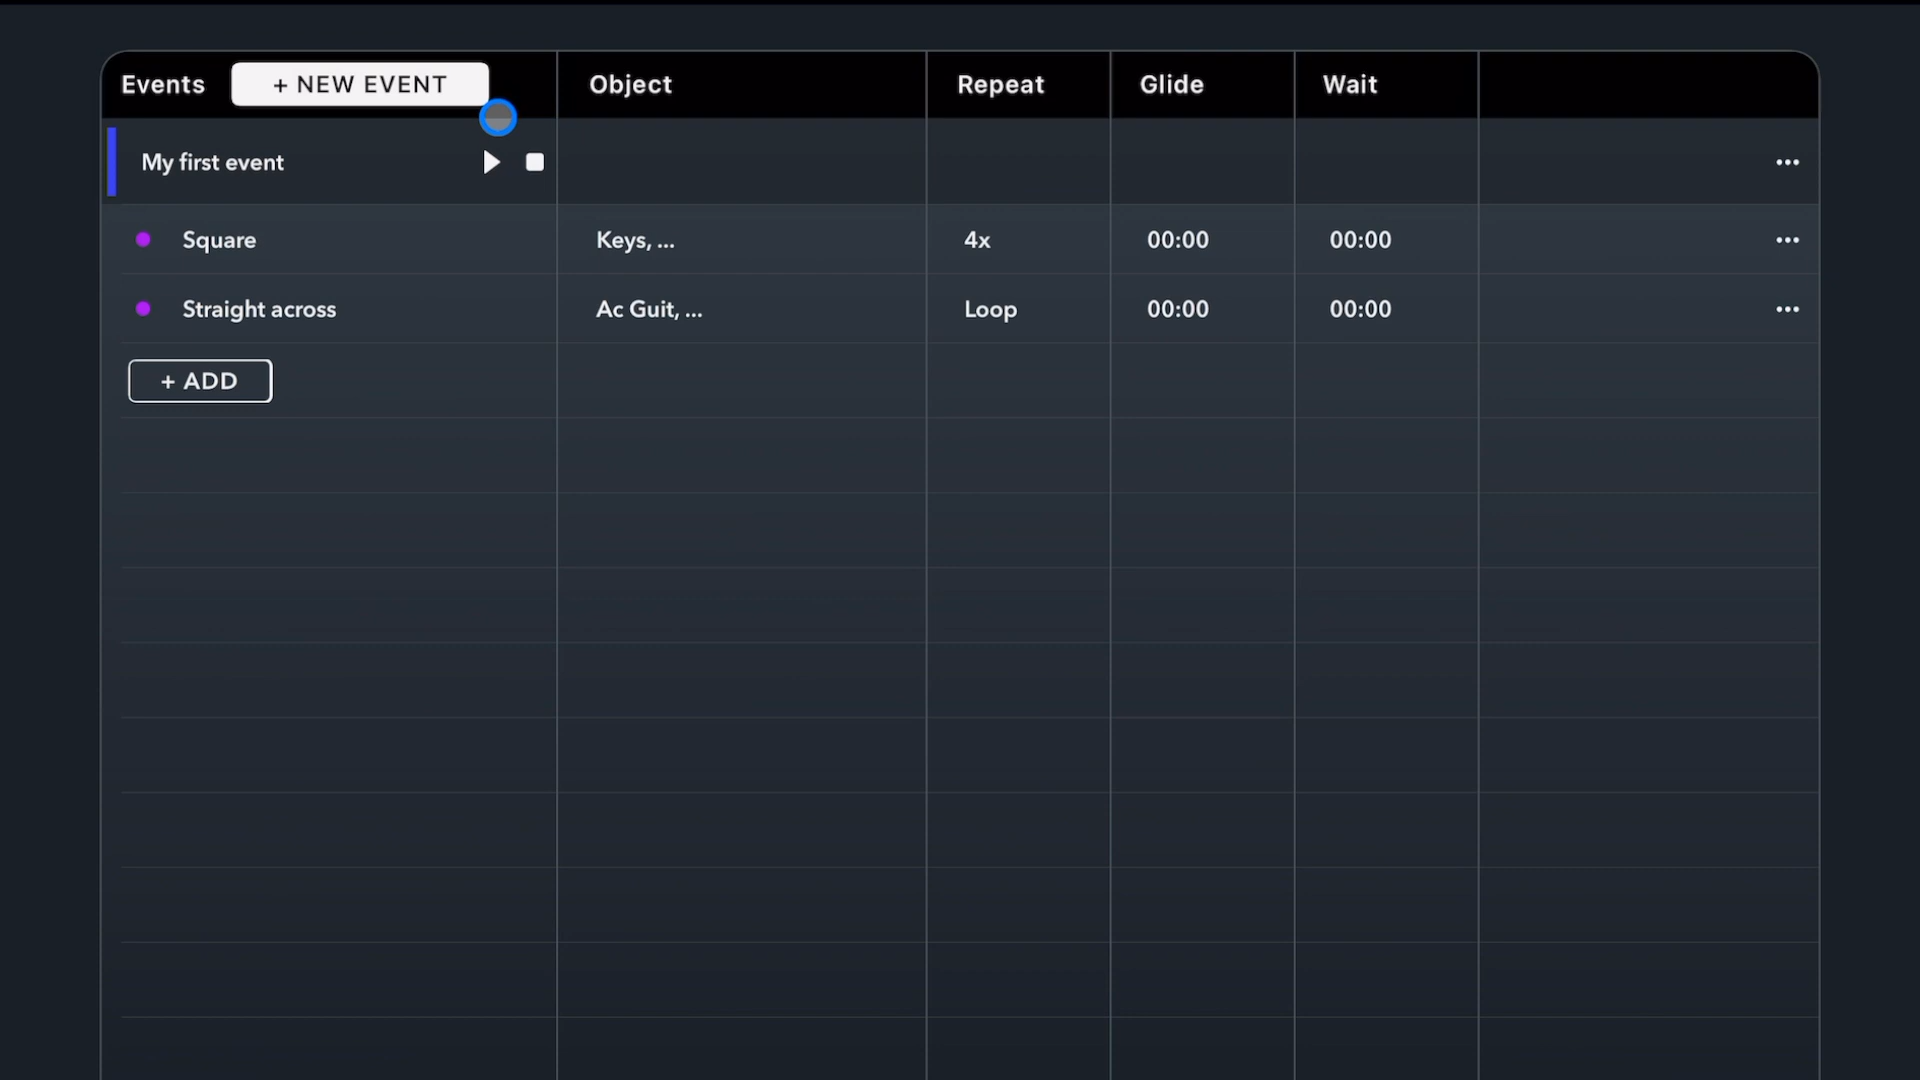 Events + NEW EVENT Object Repeat Glide Wait
My first event
Square Keys, ... 4x 00:00 00:00
Straight across Ac Guit, ... Loop 00:00 00:00
+ ADD